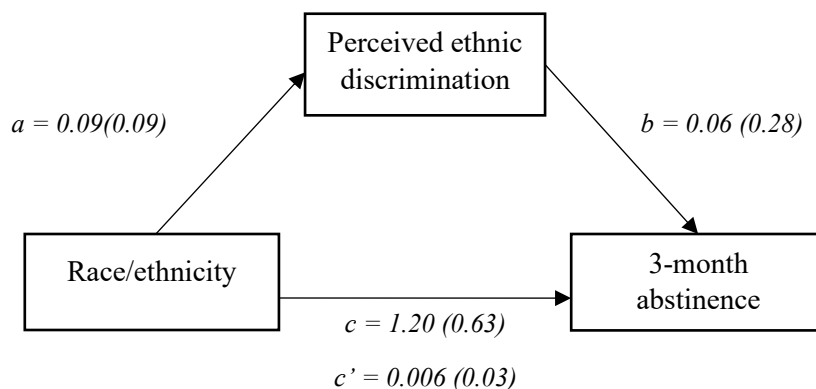 Perceived ethnic
discrimination
a = 0.09(0.09)
b = 0.06 (0.28)
Race/ethnicity
3-month
abstinence
c = 1.20 (0.63)
c’ = 0.006 (0.03)